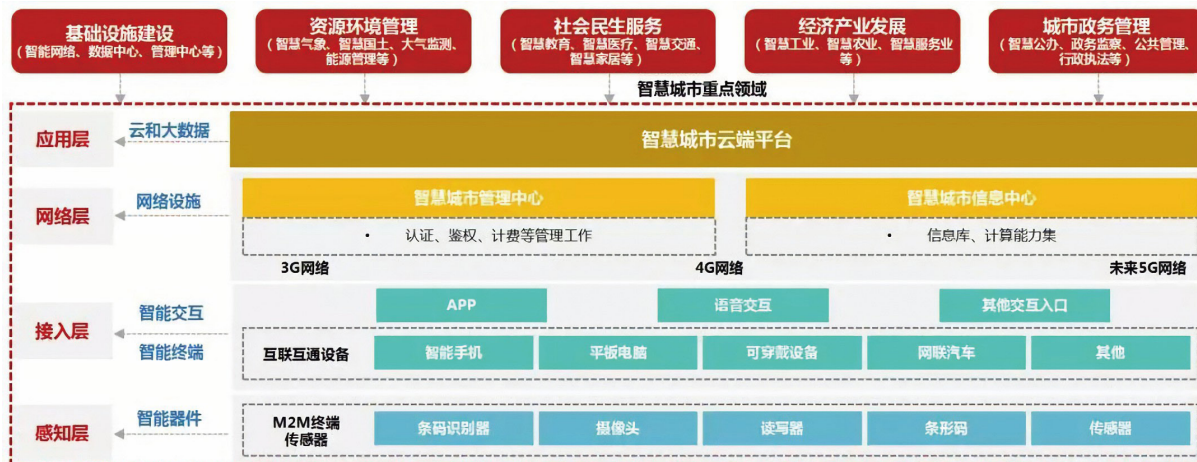 基础设施建设
（智能网络、数据中心、管理中心等）
资源环境管理
（智慧气象、智慧国土、大气监测、
能源管理等）
社会民生服务
（智慧教育、智慧医疗、智慧交通、
智慧家居等）
经济产业发展
（智慧工业、智慧农业、智慧服务业
等）
城市政务管理
（智慧公办、政务监察、公共管理、
行政执法等）
智慧城市重点领域
应用层
云和大数据
智慧城市云端平台
网络层
网络设施
智慧城市管理中心
• 认证、鉴权、计费等管理工作
智慧城市信息中心
• 信息库、计算能力集
3G网络
4G网络
未来5G网络
接入层
智能交互
智能终端
APP
语音交互
其他交互入口
互联互通设备
智能手机
平板电脑
可穿戴设备
网联汽车
其他
感知层
智能器件
M2M终端
传感器
条码识别器
摄像头
读写器
条形码
传感器